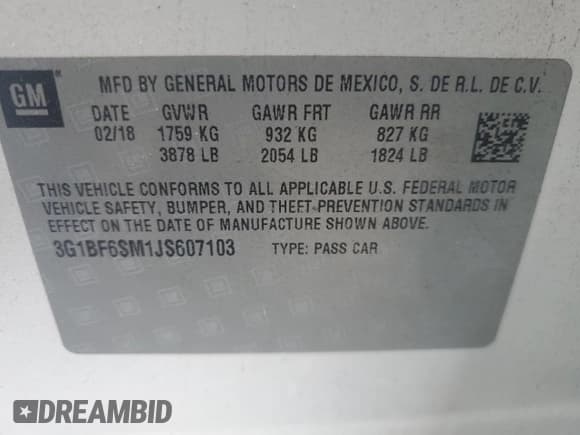 GM
MFD BY GENERAL MOTORS DE MEXICO, S. DE R.L. DE C.V.
DATE GVWR GAWR FRT GAWR RR
02/18 1759 KG 932 KG 827 KG
3878 LB 2054 LB 1824 LB
THIS VEHICLE CONFORMS TO ALL APPLICABLE U.S. FEDERAL MOTOR
VEHICLE SAFETY, BUMPER, AND THEFT PREVENTION STANDARDS IN
EFFECT ON THE DATE OF MANUFACTURE SHOWN ABOVE.
3G1BF6SM1JS607103 TYPE: PASS CAR
DREAMBID